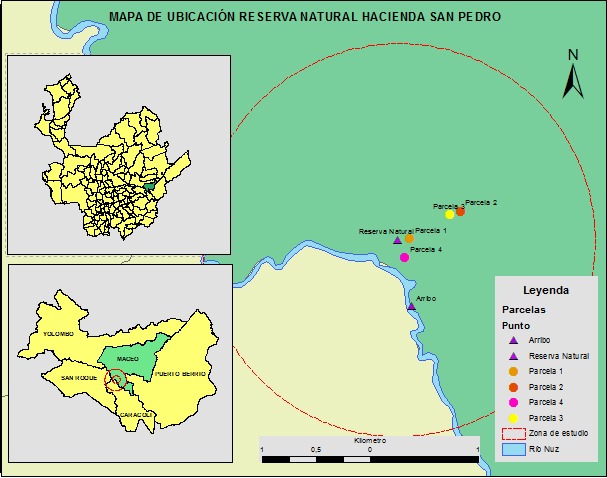 MAPA DE UBICACIÓN RESERVA NATURAL HACIENDA SAN PEDRO
N
Parcela 3
Parcela 2
Reserva Natural
Parcela 1
Parcela 4
Arribo
YOLOMBO
MACEO
SAN ROQUE
PUERTO BERRIO
CARACOLI
Leyenda
Parcelas
Punto
Arribo
Reserva Natural
Parcela 1
Parcela 2
Parcela 4
Parcela 3
Zona de estudio
Rio Nuz
Kilometro
1 0,5 0 1